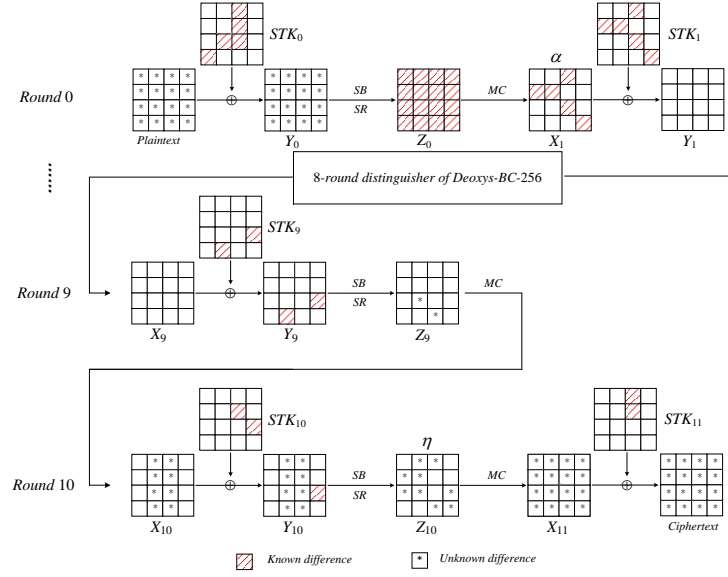 STK₀
STK₁
α
Round 0
SB
SR
MC
* * * *
* * * *
* * * *
* * * *
* * * *
* * * *
* * * *
* * * *
Plaintext
Y₀
Z₀
X₁
Y₁
8-round distinguisher of Deoxys-BC-256
STK₉
Round 9
SB
SR
MC
*
*
X₉
Y₉
Z₉
STK₁₀
STK₁₁
η
Round 10
SB
SR
MC
* * * * * * * * * *
* * * * * * * * * * * *
* * * * * * * * * * * *
* * * * * * * * * * * * * *
X₁₀
Y₁₀
Z₁₀
X₁₁
Ciphertext
Known difference
* Unknown difference